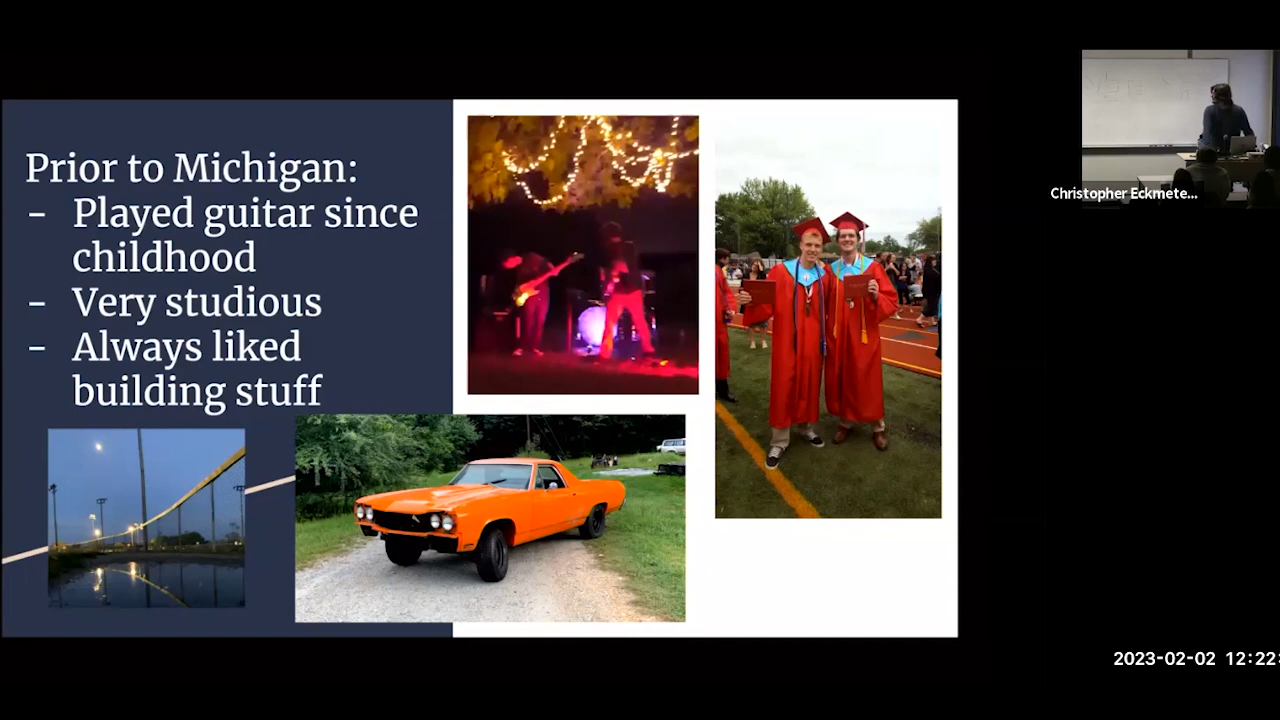 Prior to Michigan:
- Played guitar since
childhood
- Very studious
- Always liked
building stuff
Christopher Eckmete...
2023-02-02 12:22: